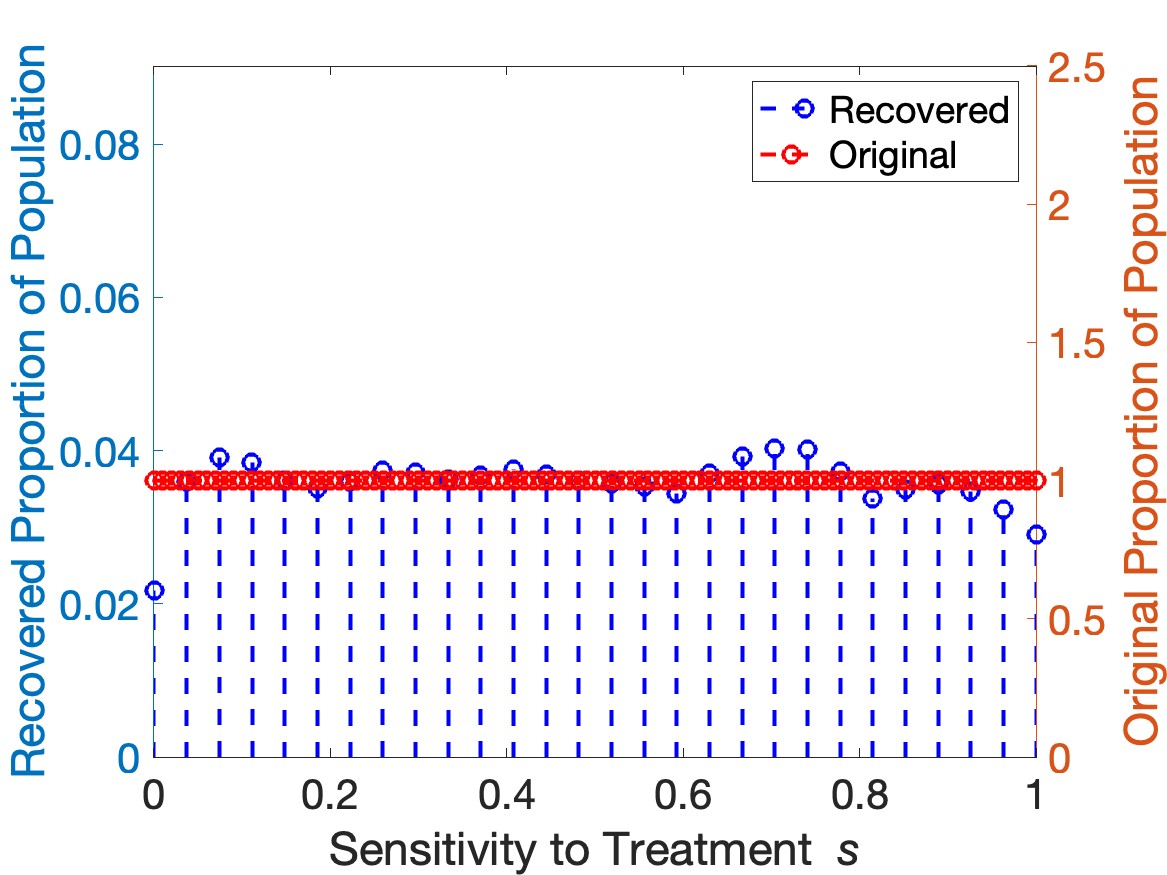 Recovered Proportion of Population
0.08
0.06
0.04
0.02
0
2.5
2
1.5
1
0.5
0
Original Proportion of Population
Recovered
Original
0 0.2 0.4 0.6 0.8 1
Sensitivity to Treatment s